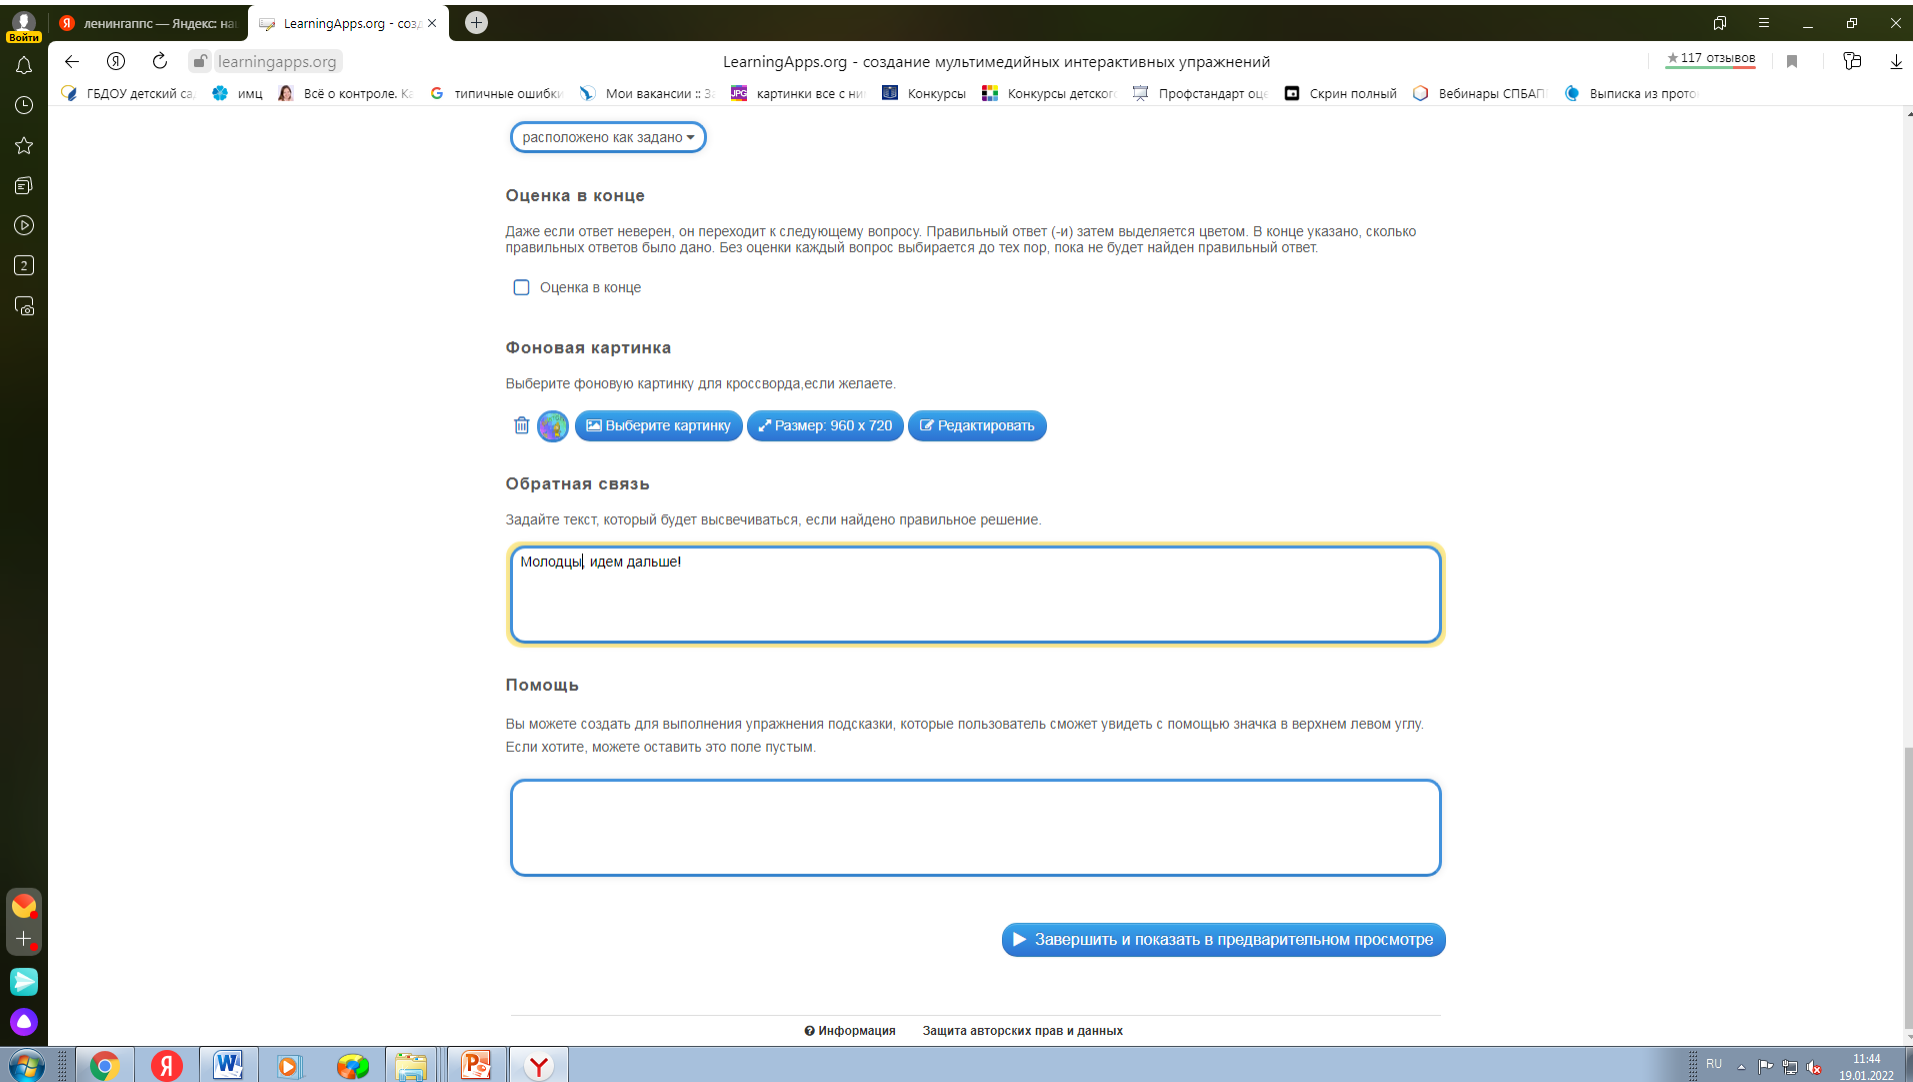 Войти
ленингаппс — Яндекс: на
LearningApps.org - созд
learningapps.org
LearningApps.org - создание мультимедийных интерактивных упражнений
117 отзывов
ГБДОУ детский са
имц
Всё о контроле. Ка
типичные ошибки
Мои вакансии :: За
JPG
картинки все с ни
Конкурсы
Конкурсы детског
Профстандарт оце
Скрин полный
Вебинары СПБАП
Выписка из прото
2
расположено как задано
Оценка в конце
Даже если ответ неверен, он переходит к следующему вопросу. Правильный ответ (-и) затем выделяется цветом. В конце указано, сколько
правильных ответов было дано. Без оценки каждый вопрос выбирается до тех пор, пока не будет найден правильный ответ.
Оценка в конце
Фоновая картинка
Выберите фоновую картинку для кроссворда,если желаете.
Выберите картинку
Размер: 960 x 720
Редактировать
Обратная связь
Задайте текст, который будет высвечиваться, если найдено правильное решение.
Молодцы, идем дальше!
Помощь
Вы можете создать для выполнения упражнения подсказки, которые пользователь сможет увидеть с помощью значка в верхнем левом углу.
Если хотите, можете оставить это поле пустым.
Завершить и показать в предварительном просмотре
Информация
Защита авторских прав и данных
RU
11:44
19.01.2022